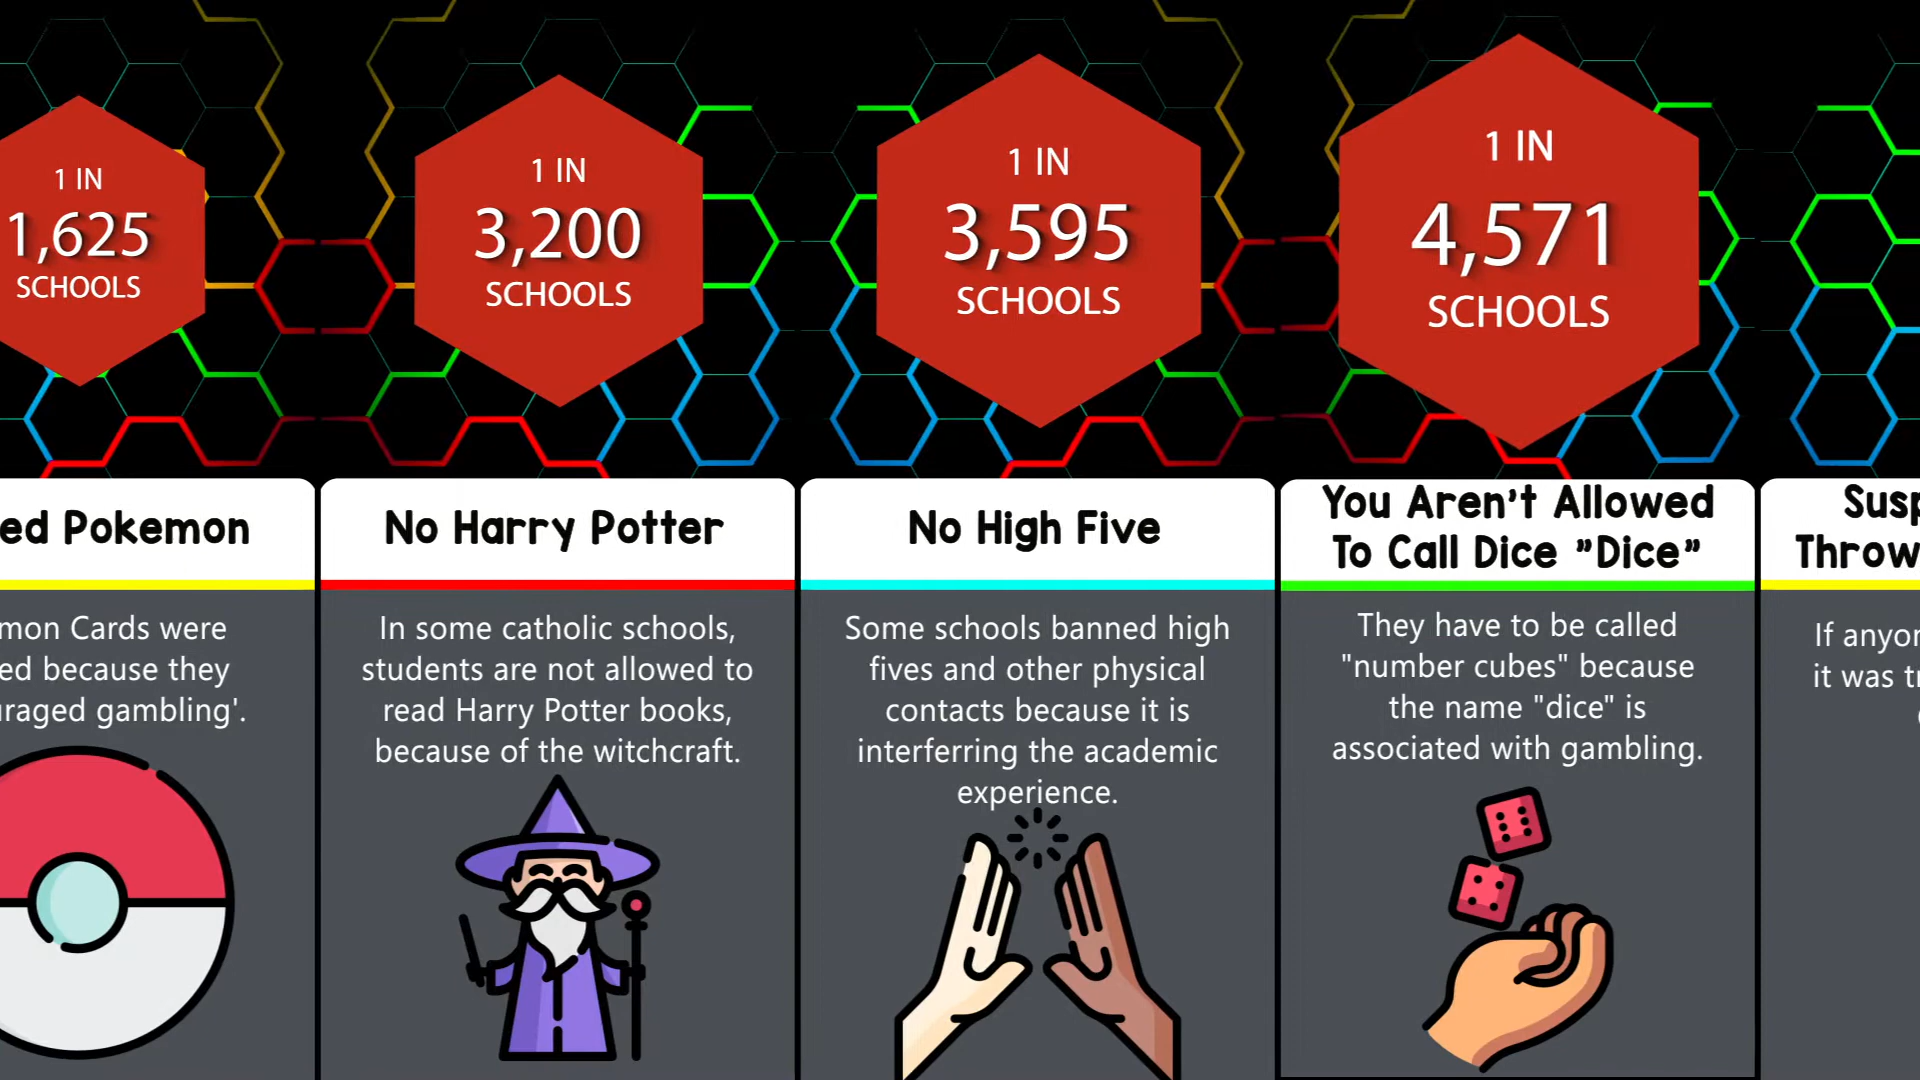 1 IN
1,625
SCHOOLS
ed Pokemon
mon Cards were
ed because they
uraged gambling'.
1 IN
3,200
SCHOOLS
No Harry Potter
In some catholic schools,
students are not allowed to
read Harry Potter books,
because of the witchcraft.
1 IN
3,595
SCHOOLS
No High Five
Some schools banned high
fives and other physical
contacts because it is
interferring the academic
experience.
1 IN
4,571
SCHOOLS
You Aren't Allowed
To Call Dice "Dice"
They have to be called
"number cubes" because
the name "dice" is
associated with gambling.
Susp
Throw
If anyon
it was tr